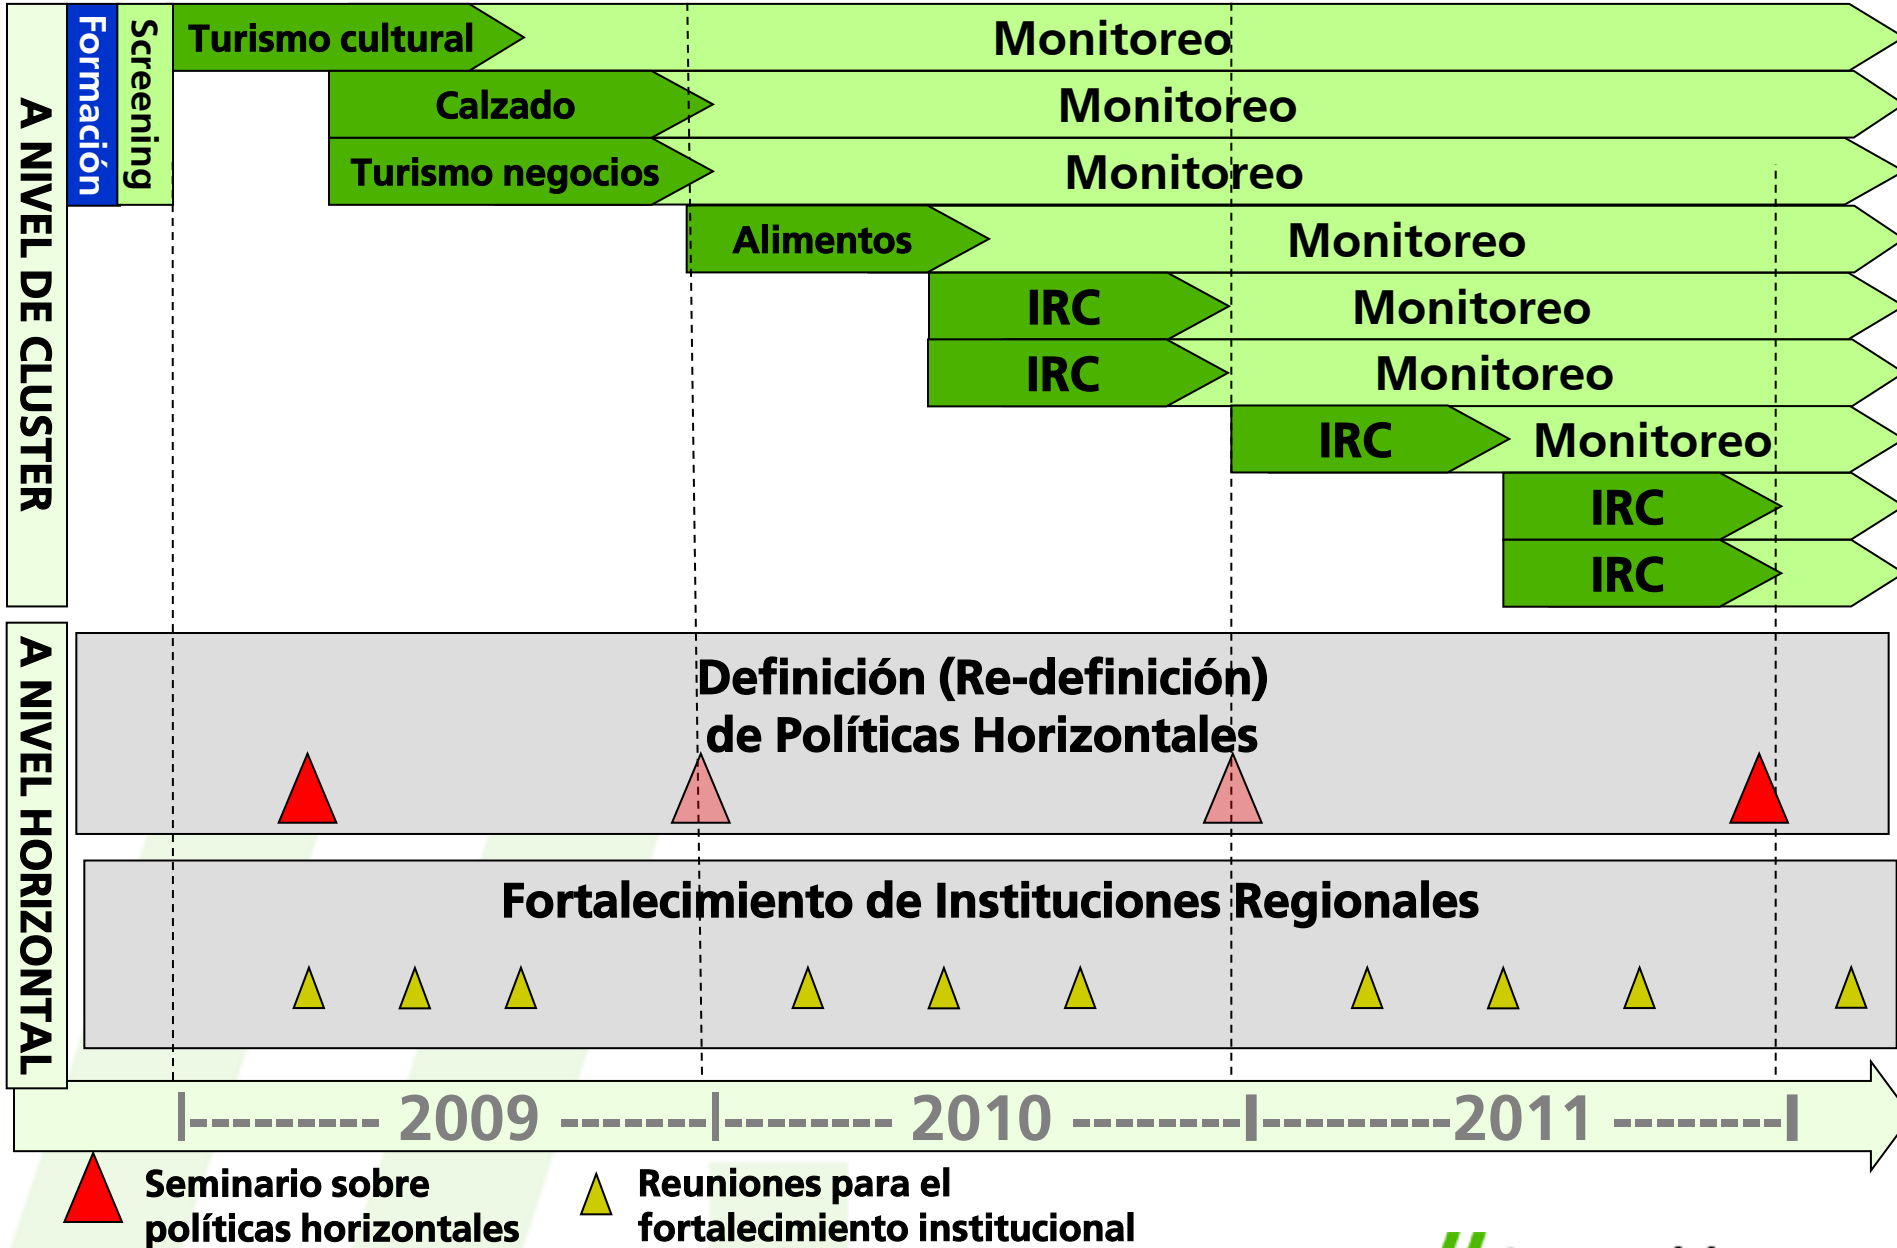 A NIVEL DE CLUSTER
Formación
Screening
Turismo cultural
Monitoreo
Calzado
Monitoreo
Turismo negocios
Monitoreo
Alimentos
Monitoreo
IRC
Monitoreo
IRC
Monitoreo
IRC
Monitoreo
IRC
IRC
A NIVEL HORIZONTAL
Definición (Re-definición)
de Políticas Horizontales
Fortalecimiento de Instituciones Regionales
|-------- 2009 --------|-------- 2010 --------|---------2011 --------|
Seminario sobre
políticas horizontales
Reuniones para el
fortalecimiento institucional